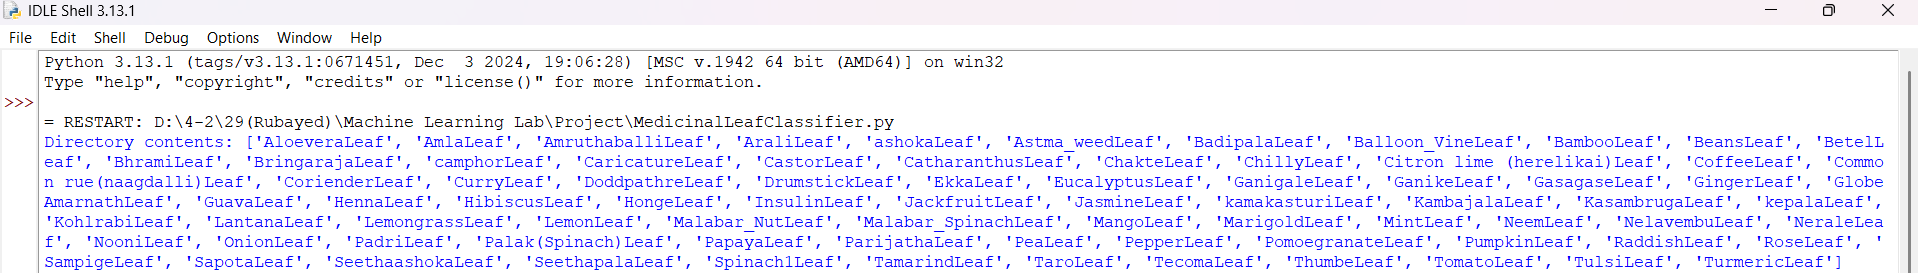 IDLE Shell 3.13.1
File Edit Shell Debug Options Window Help
Python 3.13.1 (tags/v3.13.1:0671451, Dec  3 2024, 19:06:28) [MSC v.1942 64 bit (AMD64)] on win32
Type "help", "copyright", "credits" or "license()" for more information.
>>>
= RESTART: D:\4-2\29(Rubayed)\Machine Learning Lab\Project\MedicinalLeafClassifier.py
Directory contents: ['AloeveraLeaf', 'AmlaLeaf', 'AmruthaballiLeaf', 'AraliLeaf', 'ashokaLeaf', 'Astma_weedLeaf', 'BadipalaLeaf', 'Balloon_VineLeaf', 'BambooLeaf', 'BeansLeaf', 'BetelL
eaf', 'BhramiLeaf', 'BringarajaLeaf', 'camphorLeaf', 'CaricatureLeaf', 'CastorLeaf', 'CatharanthusLeaf', 'ChakteLeaf', 'ChillyLeaf', 'Citron lime (herelikai)Leaf', 'CoffeeLeaf', 'Commo
n rue(naagdalli)Leaf', 'CorienderLeaf', 'CurryLeaf', 'DoddpathreLeaf', 'DrumstickLeaf', 'EkkaLeaf', 'EucalyptusLeaf', 'GanigaleLeaf', 'GanikeLeaf', 'GasagaseLeaf', 'GingerLeaf', 'Globe
AmarnathLeaf', 'GuavaLeaf', 'HennaLeaf', 'HibiscusLeaf', 'HongeLeaf', 'InsulinLeaf', 'JackfruitLeaf', 'JasmineLeaf', 'kamakasturiLeaf', 'KambajalaLeaf', 'KasambrugaLeaf', 'kepalaLeaf',
'KohlrabiLeaf', 'LantanaLeaf', 'LemongrassLeaf', 'LemonLeaf', 'Malabar_NutLeaf', 'Malabar_SpinachLeaf', 'MangoLeaf', 'MarigoldLeaf', 'MintLeaf', 'NeemLeaf', 'NelavembuLeaf', 'NeraleLea
f', 'NooniLeaf', 'OnionLeaf', 'PadriLeaf', 'Palak(Spinach)Leaf', 'PapayaLeaf', 'ParijathaLeaf', 'PeaLeaf', 'PepperLeaf', 'PomoegranateLeaf', 'PumpkinLeaf', 'RaddishLeaf', 'RoseLeaf', '
SampigeLeaf', 'SapotaLeaf', 'SeethaashokaLeaf', 'SeethapalaLeaf', 'Spinach1Leaf', 'TamarindLeaf', 'TaroLeaf', 'TecomaLeaf', 'ThumbeLeaf', 'TomatoLeaf', 'TulsiLeaf', 'TurmericLeaf']